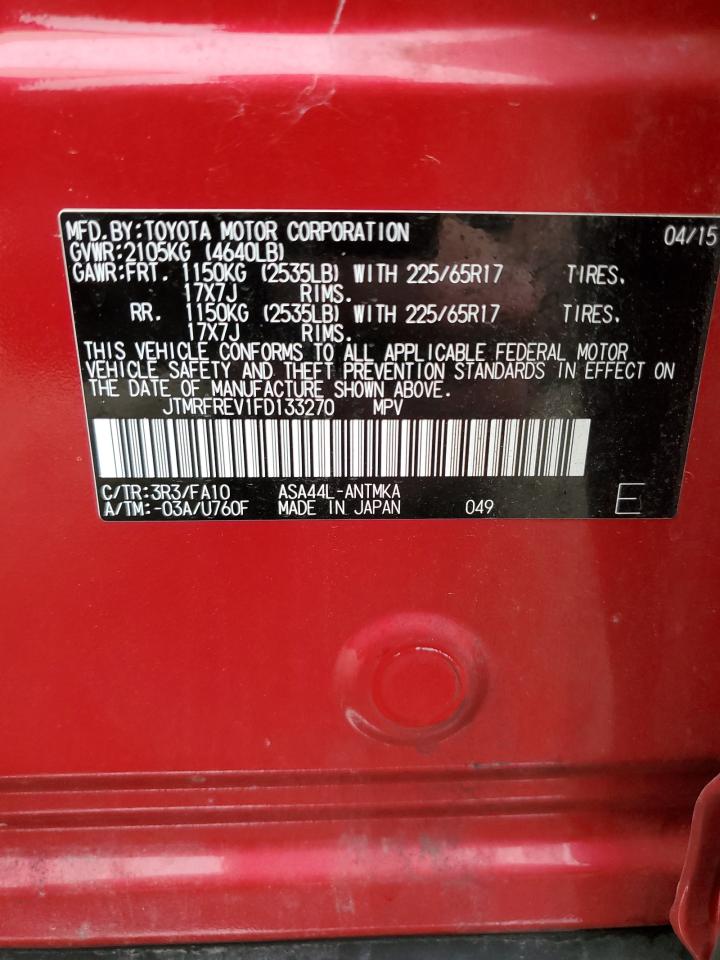 MFD.BY:TOYOTA MOTOR CORPORATION 04/15
GVWR:2105KG (4640LB)
GAWR:FRT. 1150KG (2535LB) WITH 225/65R17 TIRES,
17X7J RIMS.
RR. 1150KG (2535LB) WITH 225/65R17 TIRES,
17X7J RIMS.
THIS VEHICLE CONFORMS TO ALL APPLICABLE FEDERAL MOTOR
VEHICLE SAFETY AND THEFT PREVENTION STANDARDS IN EFFECT ON
THE DATE OF MANUFACTURE SHOWN ABOVE.
JTMRFREV1FD133270 MPV
C/TR:3R3/FA10 ASA44L-ANTMKA
A/TM:-03A/U760F MADE IN JAPAN 049 E